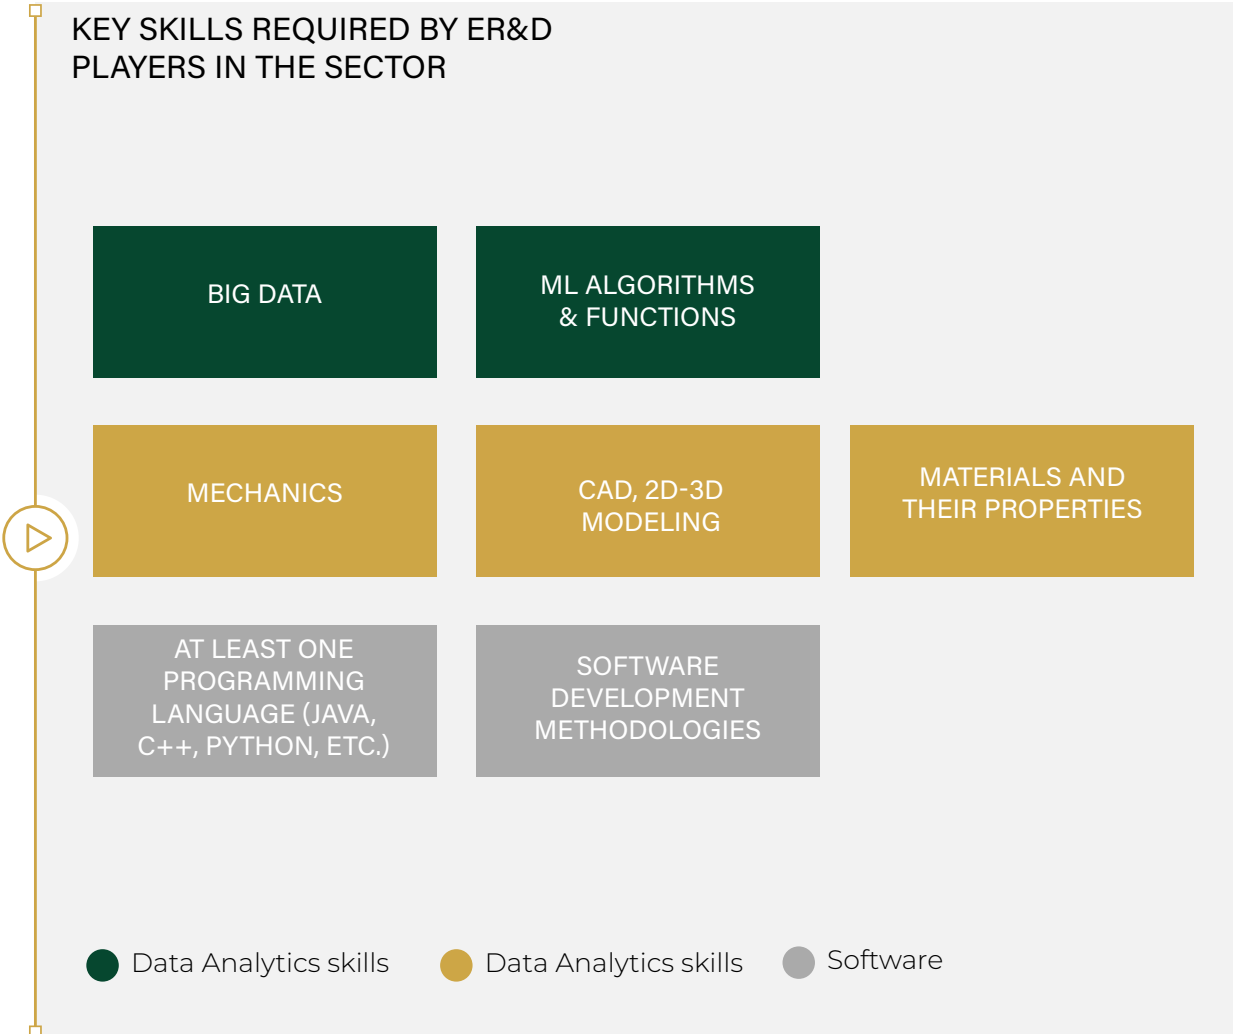 KEY SKILLS REQUIRED BY ER&D
PLAYERS IN THE SECTOR
BIG DATA
ML ALGORITHMS
& FUNCTIONS
MECHANICS
CAD, 2D-3D
MODELING
MATERIALS AND
THEIR PROPERTIES
AT LEAST ONE
PROGRAMMING
LANGUAGE (JAVA,
C++, PYTHON, ETC.)
SOFTWARE
DEVELOPMENT
METHODOLOGIES
Data Analytics skills
Data Analytics skills
Software